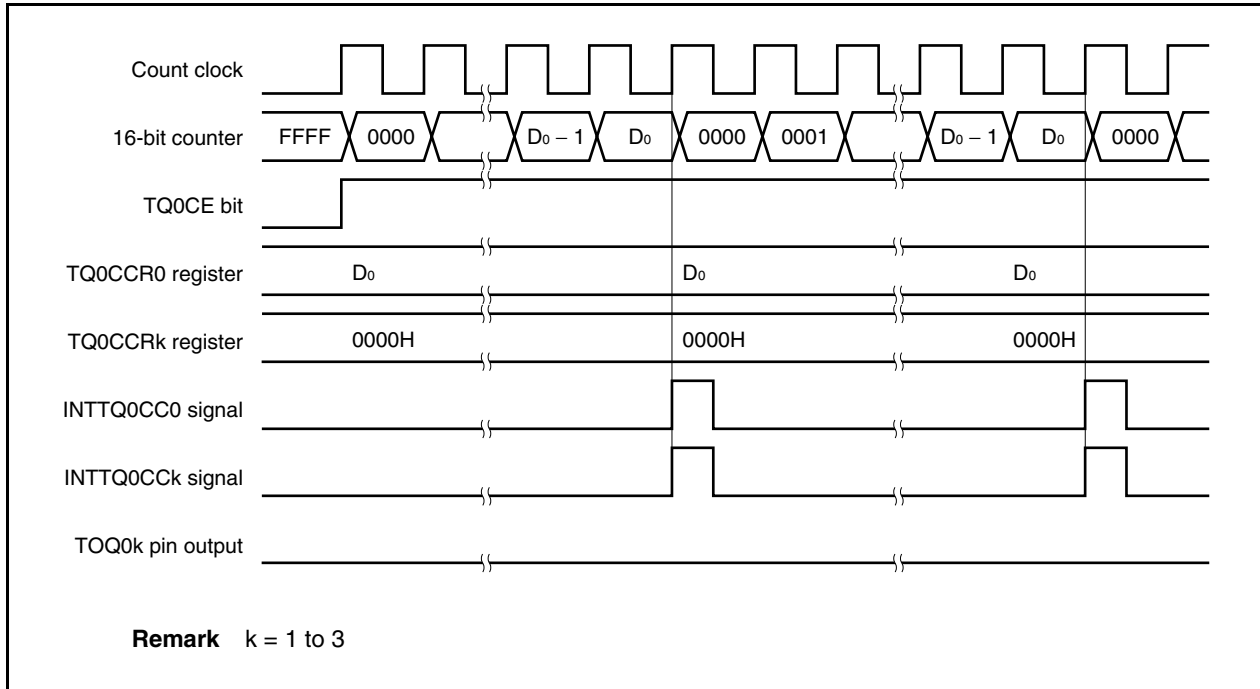 Count clock
16-bit counter FFFF 0000 D₀ − 1 D₀ 0000 0001 D₀ − 1 D₀ 0000
TQ0CE bit
TQ0CCR0 register D₀ D₀ D₀
TQ0CCRk register 0000H 0000H 0000H
INTTQ0CC0 signal
INTTQ0CCk signal
TOQ0k pin output
Remark k = 1 to 3